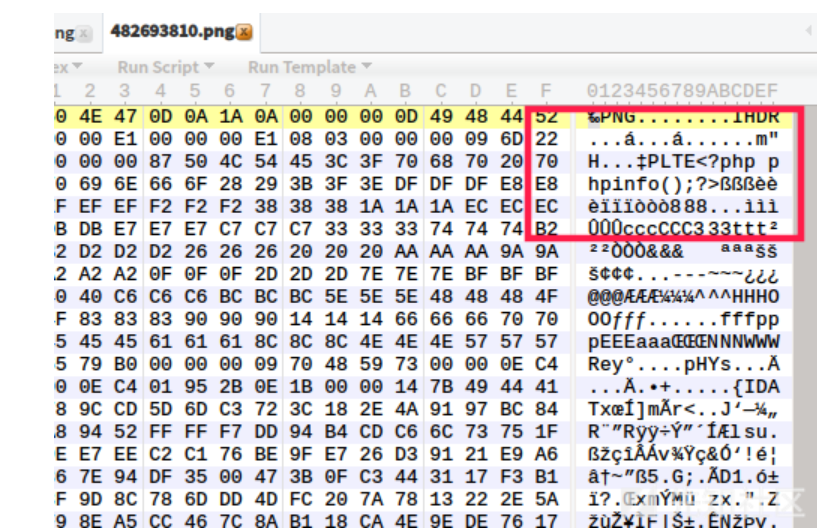 ng 482693810.png
ex Run Script Run Template
1 2 3 4 5 6 7 8 9 A B C D E F 0123456789ABCDEF
0 4E 47 0D 0A 1A 0A 00 00 00 0D 49 48 44 52 ‰PNG........IHDR
00 00 E1 00 00 00 E1 08 03 00 00 00 09 6D 22 ...á...á......m"
00 00 00 87 50 4C 54 45 3C 3F 70 68 70 20 70 H...‡PLTE<?php p
0 69 6E 66 6F 28 29 3B 3F 3E DF DF DF E8 E8 hpinfo();?>ßßßèè
F EF EF F2 F2 F2 38 38 38 1A 1A 1A EC EC EC èïïïòòò888...ììì
B DB E7 E7 E7 C7 C7 C7 33 33 33 74 74 74 B2 ÛÛÛçççÇÇÇ333ttt²
2 D2 D2 D2 26 26 26 20 20 20 AA AA AA 9A 9A ²²ÒÒÒ&&&   ªªªšš
2 A2 A2 0F 0F 0F 2D 2D 2D 7E 7E 7E BF BF BF š¢¢¢...---~~~¿¿¿
0 40 C6 C6 C6 BC BC BC 5E 5E 5E 48 48 48 4F @@@ÆÆÆ¼¼¼^^^HHHO
F 83 83 83 90 90 90 14 14 14 66 66 66 70 70 OOƒƒƒ......fffpp
45 45 45 61 61 61 8C 8C 8C 4E 4E 4E 57 57 57 pEEEaaaŒŒŒNNNWWW
5 79 B0 00 00 00 09 70 48 59 73 00 00 0E C4 Rey°....pHYs...Ä
00 0E C4 01 95 2B 0E 1B 00 00 14 7B 49 44 41 ...Ä.•+.....{IDA
8 9C CD 5D 6D C3 72 3C 18 2E 4A 91 97 BC 84 TxœÍ]mÃr<..J‘—¼„
8 94 52 FF FF F7 DD 94 B4 CD C6 6C 73 75 1F R¨”Rÿÿ÷Ý”´ÍÆlsu.
E E7 EE C2 C1 76 BE 9F E7 26 D3 91 21 E9 A6 ßžçîÂÁv¾Ÿç&Ó‘!é¦
6 7E 94 DF 35 00 47 3B 0F C3 44 31 17 F3 B1 â†~”ß5.G;.ÃD1.ó±
F 9D 8C 78 6D DD 4D FC 20 7A 78 13 22 2E 5A ï?.ŒxmÝMü zx.".Z
9 8E A5 CC 46 7C 8A B1 18 CA 4E 9E DE 76 17 žùŽ¥ÌF|Š±.ÊNžÞv.